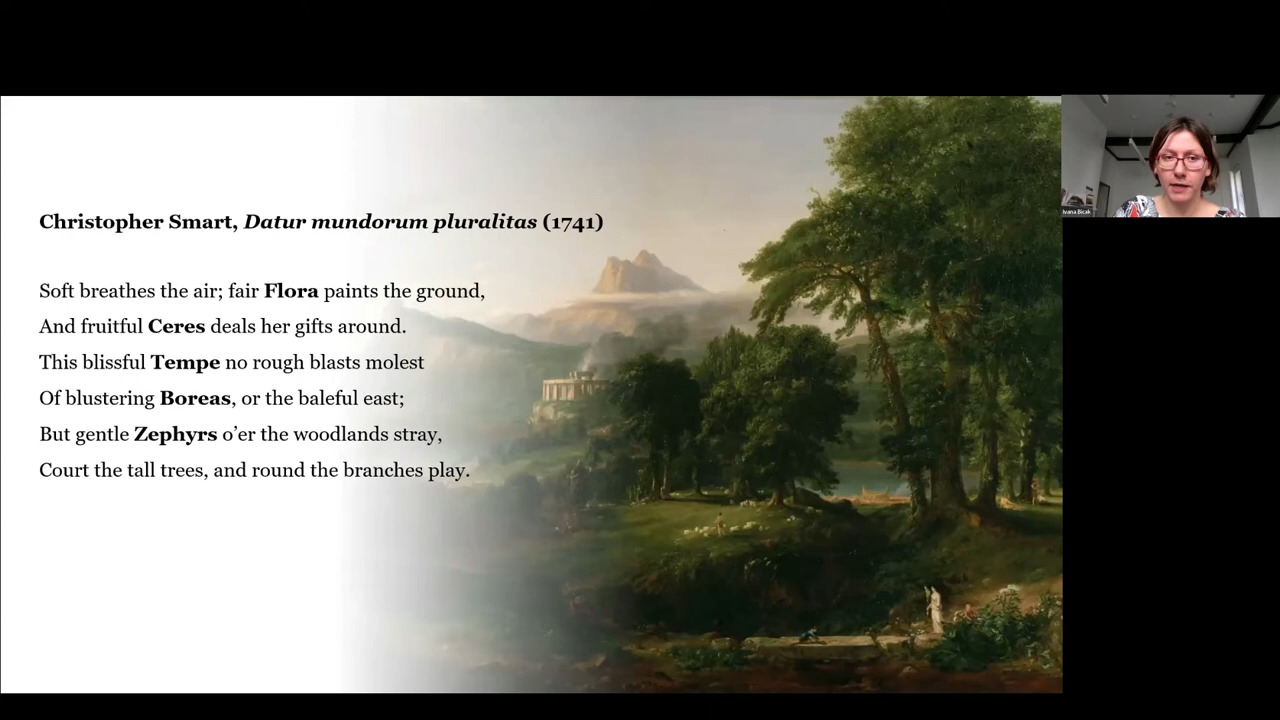 Christopher Smart, Datur mundorum pluralitas (1741)
Soft breathes the air; fair Flora paints the ground,
And fruitful Ceres deals her gifts around.
This blissful Tempe no rough blasts molest
Of blustering Boreas, or the baleful east;
But gentle Zephyrs o’er the woodlands stray,
Court the tall trees, and round the branches play.
Ivana Bicak